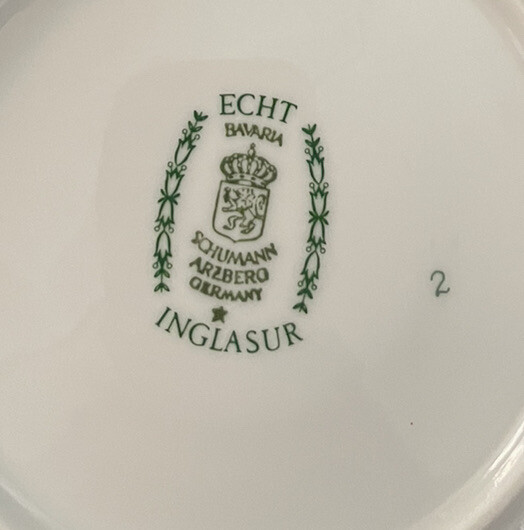 ECHT
BAVARIA
SCHUMANN
ARZBERG
GERMANY
INGLASUR
2